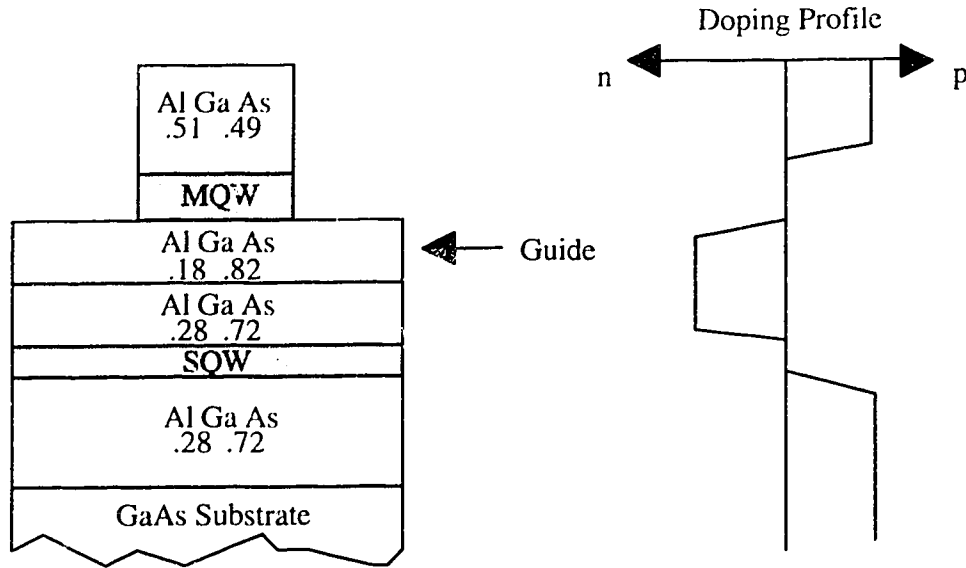 Doping Profile
n
p
Al Ga As
.51 .49
MQW
Al Ga As
.18 .82
Guide
Al Ga As
.28 .72
SQW
Al Ga As
.28 .72
GaAs Substrate